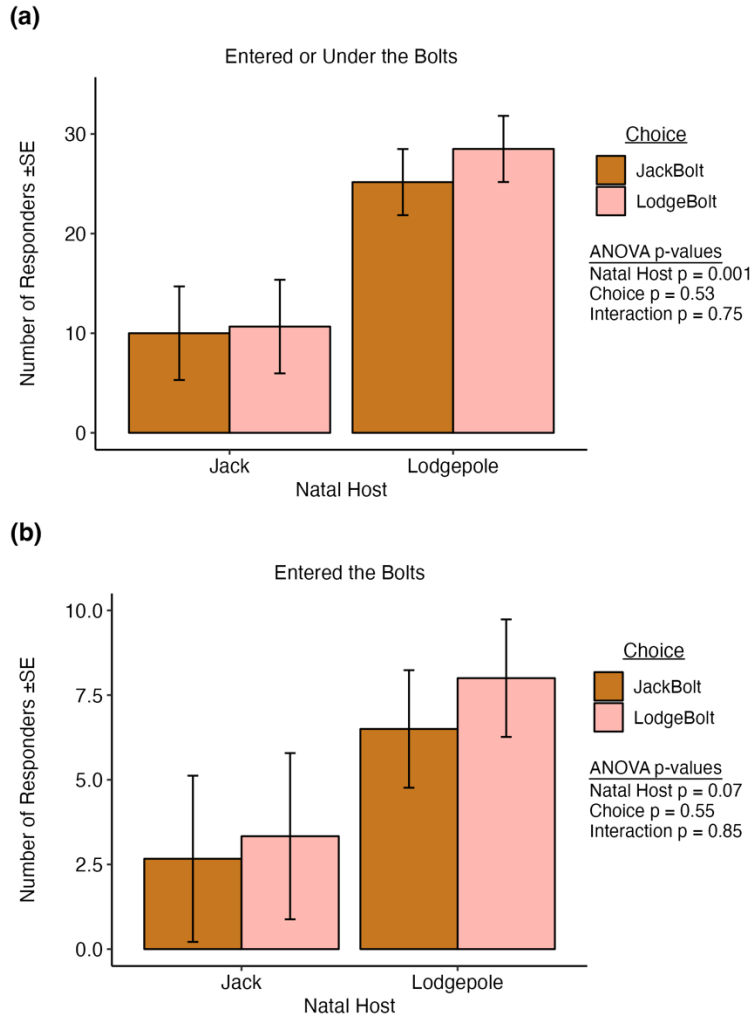 (a)
Entered or Under the Bolts
Number of Responders ±SE
30
20
10
0
Jack
Lodgepole
Natal Host
Choice
JackBolt
LodgeBolt
ANOVA p-values
Natal Host p = 0.001
Choice p = 0.53
Interaction p = 0.75
(b)
Entered the Bolts
Number of Responders ±SE
10.0
7.5
5.0
2.5
0.0
Jack
Lodgepole
Natal Host
Choice
JackBolt
LodgeBolt
ANOVA p-values
Natal Host p = 0.07
Choice p = 0.55
Interaction p = 0.85